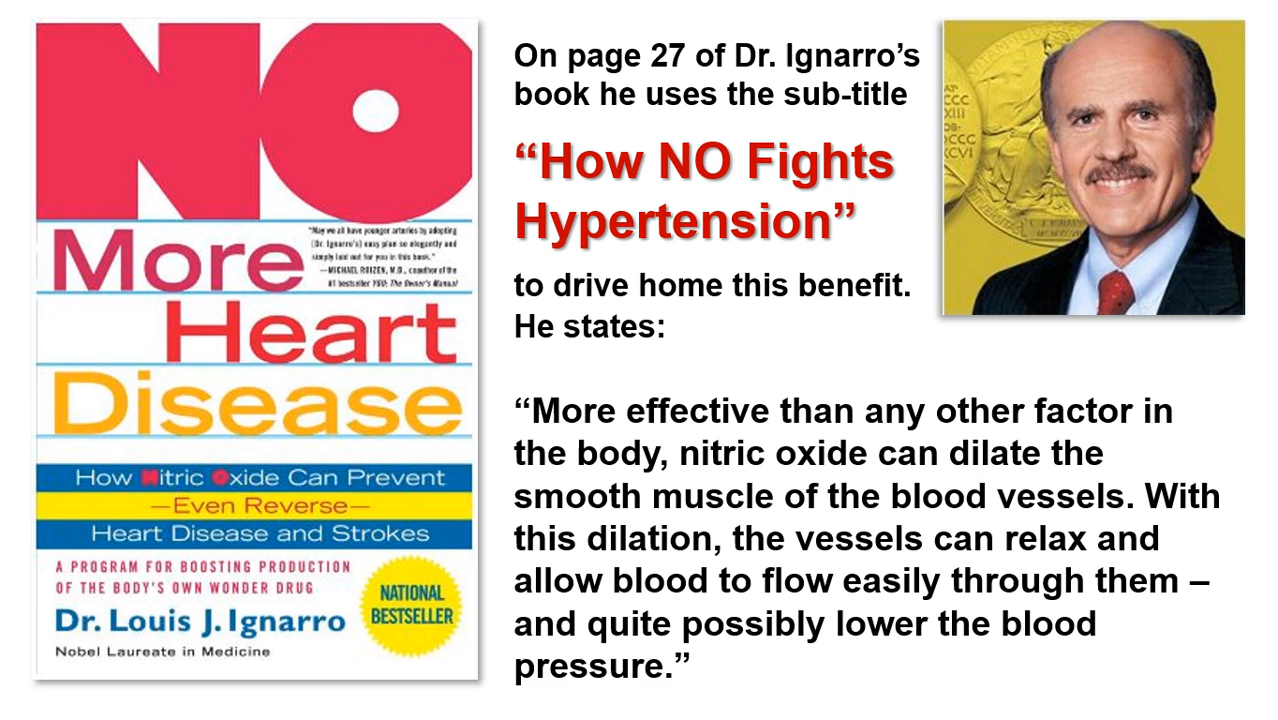 NO
More
"May we all have younger arteries by adopting
[Dr. Ignarro's] easy plan so elegantly and
simply laid out for you in this book."
—MICHAEL ROIZEN, M.D., coauthor of the
#1 bestseller YOU: The Owner's Manual
Heart
Disease
How Nitric Oxide Can Prevent
—Even Reverse—
Heart Disease and Strokes
A PROGRAM FOR BOOSTING PRODUCTION
OF THE BODY'S OWN WONDER DRUG
NATIONAL
BESTSELLER
Dr. Louis J. Ignarro
Nobel Laureate in Medicine
On page 27 of Dr. Ignarro’s
book he uses the sub-title
“How NO Fights
Hypertension”
to drive home this benefit.
He states:
“More effective than any other factor in
the body, nitric oxide can dilate the
smooth muscle of the blood vessels. With
this dilation, the vessels can relax and
allow blood to flow easily through them –
and quite possibly lower the blood
pressure.”